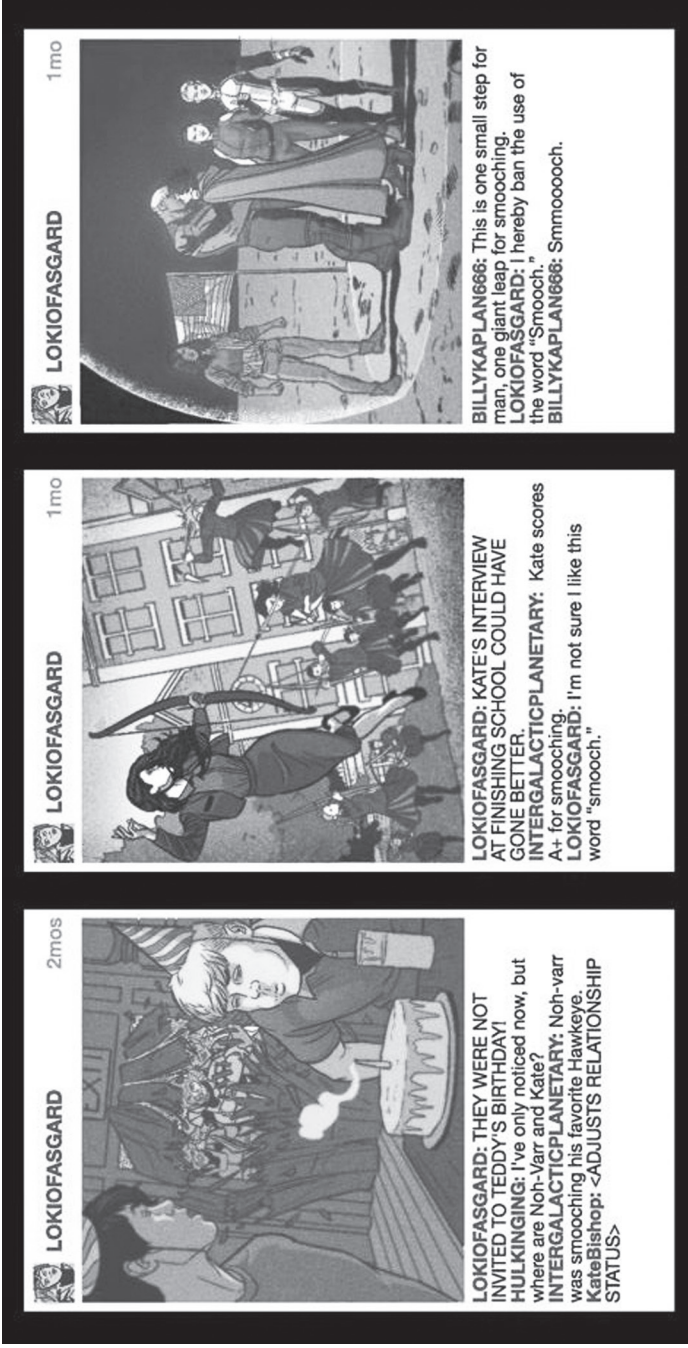 LOKIOFASGARD 2mos
EXIT
LOKIOFASGARD: THEY WERE NOT
INVITED TO TEDDY'S BIRTHDAY!
HULKINGING: I've only noticed now, but
where are Noh-Varr and Kate?
INTERGALACTICPLANETARY: Noh-varr
was smooching his favorite Hawkeye.
KateBishop: <ADJUSTS RELATIONSHIP
STATUS>
LOKIOFASGARD 1mo
LOKIOFASGARD: KATE'S INTERVIEW
AT FINISHING SCHOOL COULD HAVE
GONE BETTER.
INTERGALACTICPLANETARY: Kate scores
A+ for smooching.
LOKIOFASGARD: I'm not sure I like this
word "smooch."
LOKIOFASGARD 1mo
BILLYKAPLAN666: This is one small step for
man, one giant leap for smooching.
LOKIOFASGARD: I hereby ban the use of
the word "Smooch."
BILLYKAPLAN666: Smmoooooch.